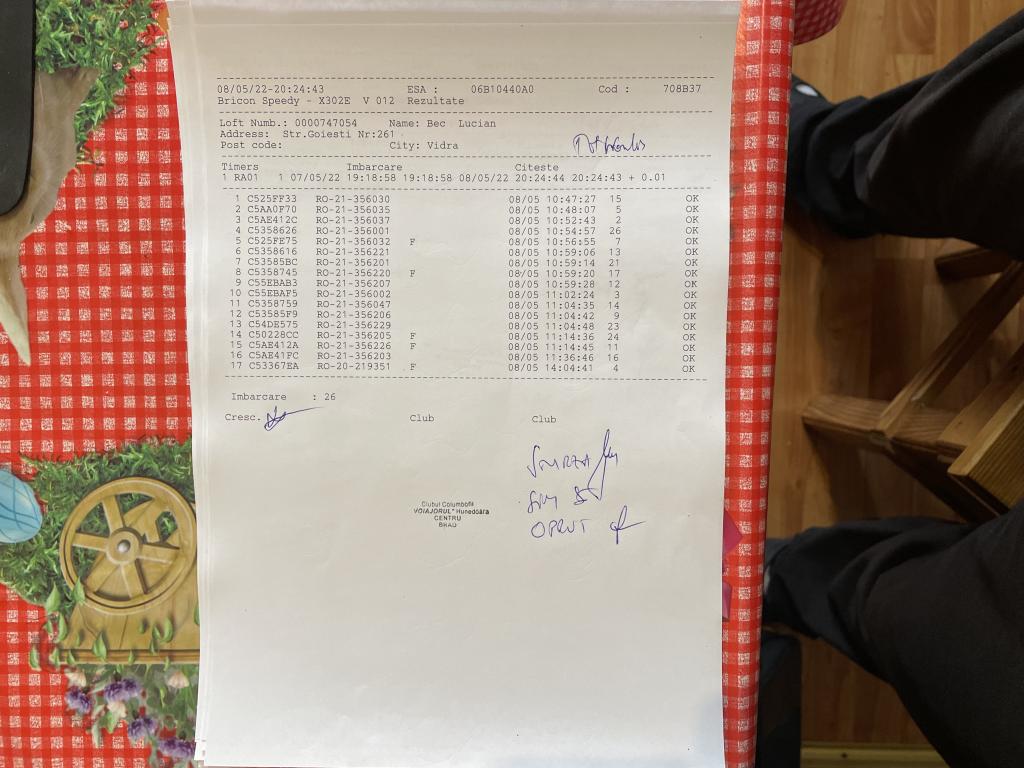 08/05/22-20:24:43 ESA : 06B10440A0 Cod : 708B37
Bricon Speedy - X302E V 012 Rezultate
Loft Numb.: 0000747054 Name: Bec Lucian
Address: Str.Goiesti Nr:261
Post code: City: Vidra
Timers Imbarcare Citeste
1 RA01 1 07/05/22 19:18:58 19:18:58 08/05/22 20:24:44 20:24:43 + 0.01
1 C525FF33 RO-21-356030 08/05 10:47:27 15 OK
2 C5AA0F70 RO-21-356035 08/05 10:48:07 5 OK
3 C5AE412C RO-21-356037 08/05 10:52:43 2 OK
4 C5358626 RO-21-356001 08/05 10:54:57 26 OK
5 C525FE75 RO-21-356032 F 08/05 10:56:55 7 OK
6 C5358616 RO-21-356221 08/05 10:59:06 13 OK
7 C53585BC RO-21-356201 08/05 10:59:14 21 OK
8 C5358745 RO-21-356220 F 08/05 10:59:20 17 OK
9 C55EBAB3 RO-21-356207 08/05 10:59:28 12 OK
10 C55EBAF5 RO-21-356002 08/05 11:02:24 3 OK
11 C5358759 RO-21-356047 08/05 11:04:35 14 OK
12 C53585F9 RO-21-356206 08/05 11:04:42 9 OK
13 C54DE575 RO-21-356229 08/05 11:04:48 23 OK
14 C50228CC RO-21-356205 F 08/05 11:14:36 24 OK
15 C5AE412A RO-21-356226 F 08/05 11:14:45 11 OK
16 C5AE41FC RO-21-356203 08/05 11:36:46 16 OK
17 C53367EA RO-20-219351 F 08/05 14:04:41 4 OK
Imbarcare : 26
Cresc. Club Club
Clubul Columbofil
"VOIAJORUL" Hunedoara
CENTRU
BRAD
OPRUT